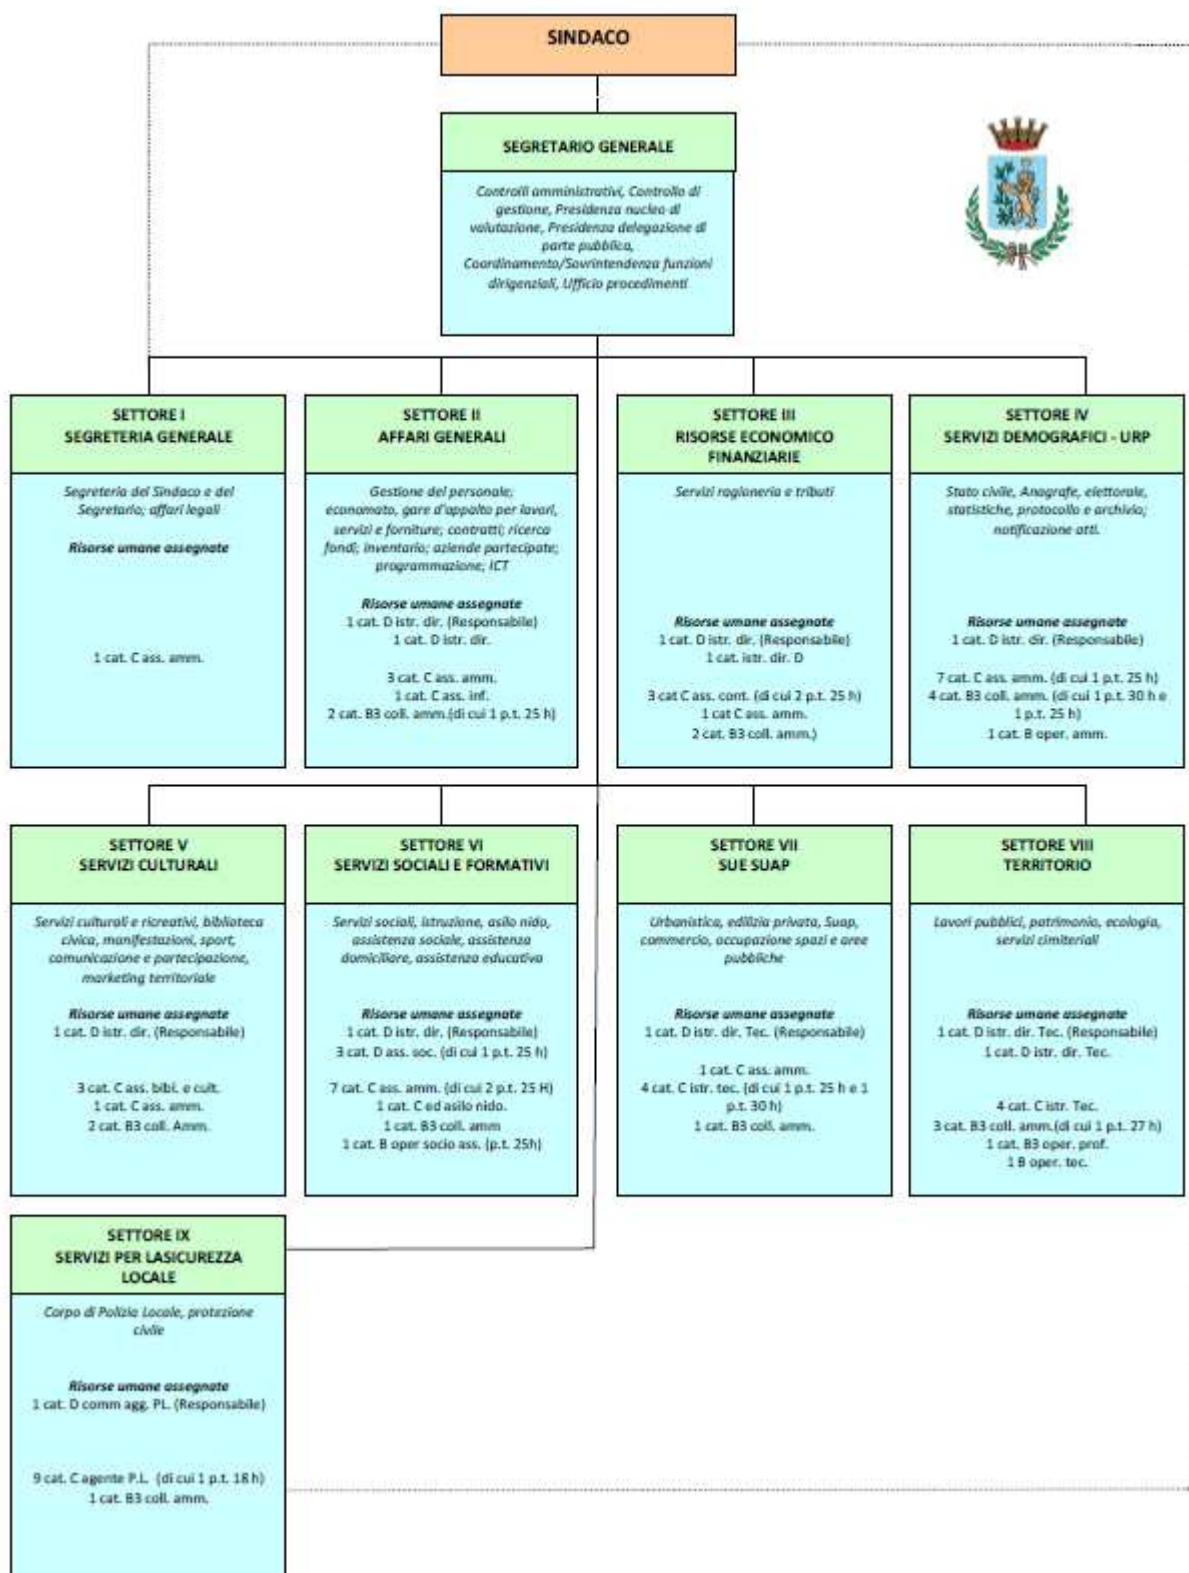 SINDACO
SEGRETARIO GENERALE
Controlli amministrativi, Controllo di
gestione, Presidenza nucleo di
valutazione, Presidenza delegazione di
parte pubblica,
Coordinamento/Sovrintendenza funzioni
dirigenziali, Ufficio procedimenti
SETTORE I
SEGRETERIA GENERALE
Segreteria del Sindaco e del
Segretario; affari legali
Risorse umane assegnate
1 cat. C ass. amm.
SETTORE II
AFFARI GENERALI
Gestione del personale;
economato, gare d'appalto per lavori,
servizi e forniture; contratti; ricerca
fondi; inventario; aziende partecipate;
programmazione; ICT
Risorse umane assegnate
1 cat. D istr. dir. (Responsabile)
1 cat. D istr. dir.
3 cat. C ass. amm.
1 cat. C ass. inf.
2 cat. B3 coll. amm.(di cui 1 p.t. 25 h)
SETTORE III
RISORSE ECONOMICO
FINANZIARIE
Servizi ragioneria e tributi
Risorse umane assegnate
1 cat. D istr. dir. (Responsabile)
1 cat. istr. dir. D
3 cat C ass. cont. (di cui 2 p.t. 25 h)
1 cat C ass. amm.
2 cat. B3 coll. amm.)
SETTORE IV
SERVIZI DEMOGRAFICI - URP
Stato civile, Anagrafe, elettorale,
statistiche, protocollo e archivio;
notificazione atti.
Risorse umane assegnate
1 cat. D istr. dir. (Responsabile)
7 cat. C ass. amm. (di cui 1 p.t. 25 h)
4 cat. B3 coll. amm. (di cui 1 p.t. 30 h e
1 p.t. 25 h)
1 cat. B oper. amm.
SETTORE V
SERVIZI CULTURALI
Servizi culturali e ricreativi, biblioteca
civica, manifestazioni, sport,
comunicazione e partecipazione,
marketing territoriale
Risorse umane assegnate
1 cat. D istr. dir. (Responsabile)
3 cat. C ass. bibl. e cult.
1 cat. C ass. amm.
2 cat. B3 coll. Amm.
SETTORE VI
SERVIZI SOCIALI E FORMATIVI
Servizi sociali, istruzione, asilo nido,
assistenza sociale, assistenza
domiciliare, assistenza educativa
Risorse umane assegnate
1 cat. D istr. dir. (Responsabile)
3 cat. D ass. soc. (di cui 1 p.t. 25 h)
7 cat. C ass. amm. (di cui 2 p.t. 25 H)
1 cat. C ed asilo nido.
1 cat. B3 coll. amm
1 cat. B oper socio ass. (p.t. 25h)
SETTORE VII
SUE SUAP
Urbanistica, edilizia privata, Suap,
commercio, occupazione spazi e aree
pubbliche
Risorse umane assegnate
1 cat. D istr. dir. Tec. (Responsabile)
1 cat. C ass. amm.
4 cat. C istr. tec. (di cui 1 p.t. 25 h e 1
p.t. 30 h)
1 cat. B3 coll. amm.
SETTORE VIII
TERRITORIO
Lavori pubblici, patrimonio, ecologia,
servizi cimiteriali
Risorse umane assegnate
1 cat. D istr. dir. Tec. (Responsabile)
1 cat. D istr. dir. Tec.
4 cat. C istr. Tec.
3 cat. B3 coll. amm.(di cui 1 p.t. 27 h)
1 cat. B3 oper. prof.
1 B oper. tec.
SETTORE IX
SERVIZI PER LASICUREZZA
LOCALE
Corpo di Polizia Locale, protezione
civile
Risorse umane assegnate
1 cat. D comm agg. PL. (Responsabile)
9 cat. C agente P.L. (di cui 1 p.t. 18 h)
1 cat. B3 coll. amm.